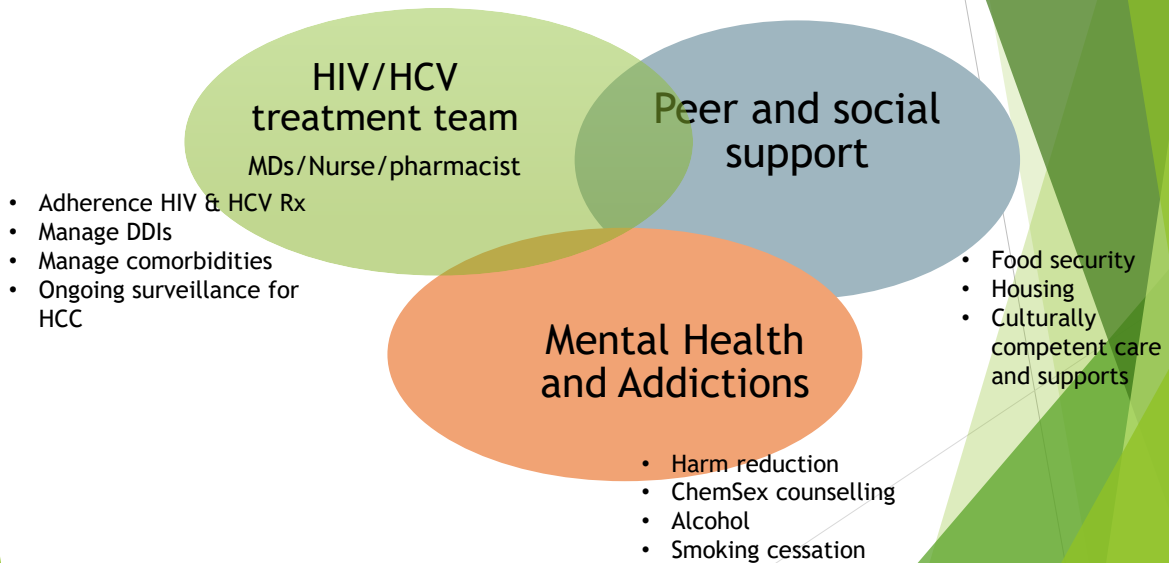 HIV/HCV
treatment team
MDs/Nurse/pharmacist
• Adherence HIV & HCV Rx
• Manage DDIs
• Manage comorbidities
• Ongoing surveillance for
HCC
Peer and social
support
• Food security
• Housing
• Culturally
competent care
and supports
Mental Health
and Addictions
• Harm reduction
• ChemSex counselling
• Alcohol
• Smoking cessation